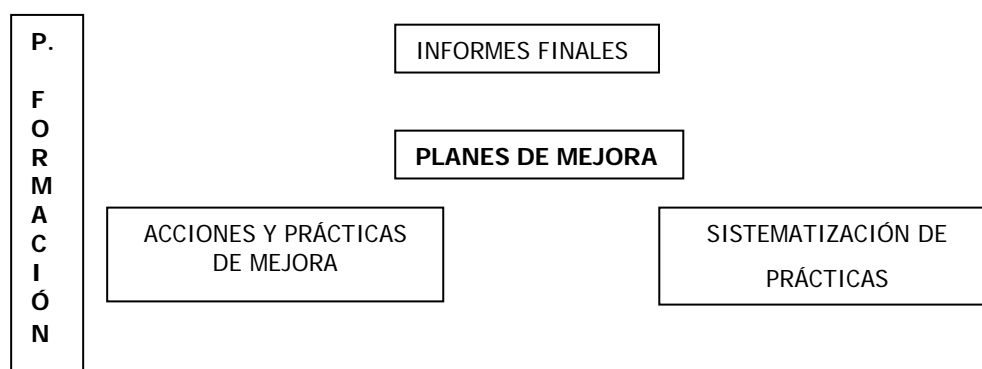 P.
F
O
R
M
A
C
I
Ó
N
INFORMES FINALES
PLANES DE MEJORA
ACCIONES Y PRÁCTICAS
DE MEJORA
SISTEMATIZACIÓN DE
PRÁCTICAS